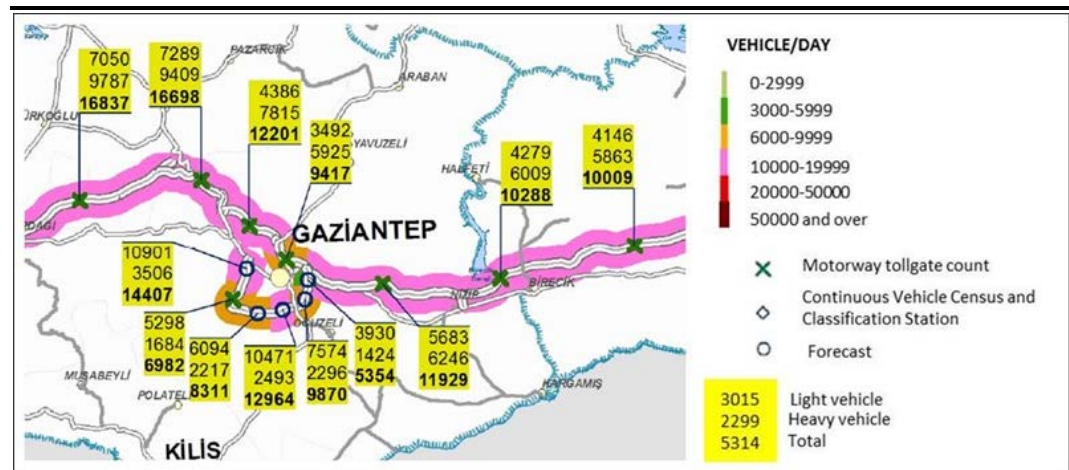 7050
9787
16837
7289
9409
16698
PAZARCIK
4386
7815
12201
3492
5925
9417
ARABAN
YAVUZELİ
HALFETİ
4279
6009
10288
4146
5863
10009
GAZİANTEP
10901
3506
14407
5298
1684
6982
6094
2217
8311
10471
2493
12964
OĞUZELİ
7574
2296
9870
3930
1424
5354
5683
6246
11929
NİZİP
BİRECİK
KARGAMIŞ
MUSABEYLİ
KİLİS
VEHICLE/DAY
0-2999
3000-5999
6000-9999
10000-19999
20000-50000
50000 and over
Motorway tollgate count
Continuous Vehicle Census and
Classification Station
Forecast
3015 Light vehicle
2299 Heavy vehicle
5314 Total